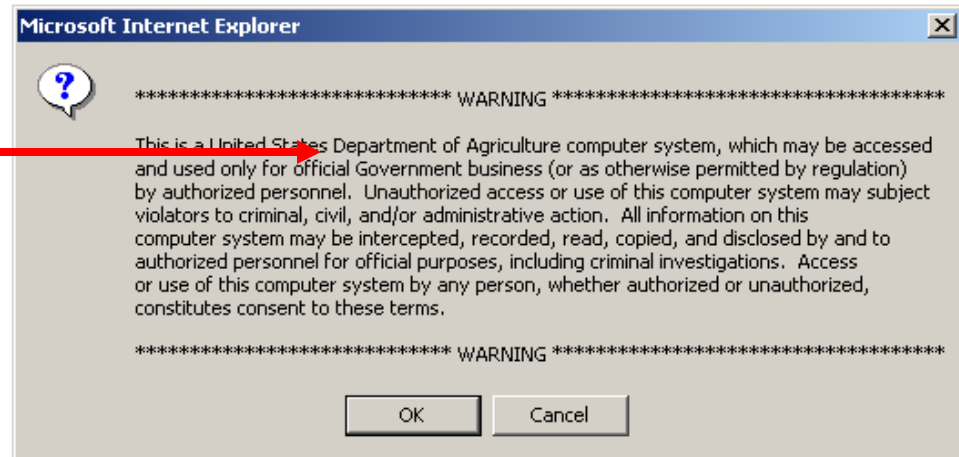 Microsoft Internet Explorer
***************************** WARNING ************************************
This is a United States Department of Agriculture computer system, which may be accessed
and used only for official Government business (or as otherwise permitted by regulation)
by authorized personnel.  Unauthorized access or use of this computer system may subject
violators to criminal, civil, and/or administrative action.  All information on this
computer system may be intercepted, recorded, read, copied, and disclosed by and to
authorized personnel for official purposes, including criminal investigations.  Access
or use of this computer system by any person, whether authorized or unauthorized,
constitutes consent to these terms.
***************************** WARNING ************************************
OK Cancel